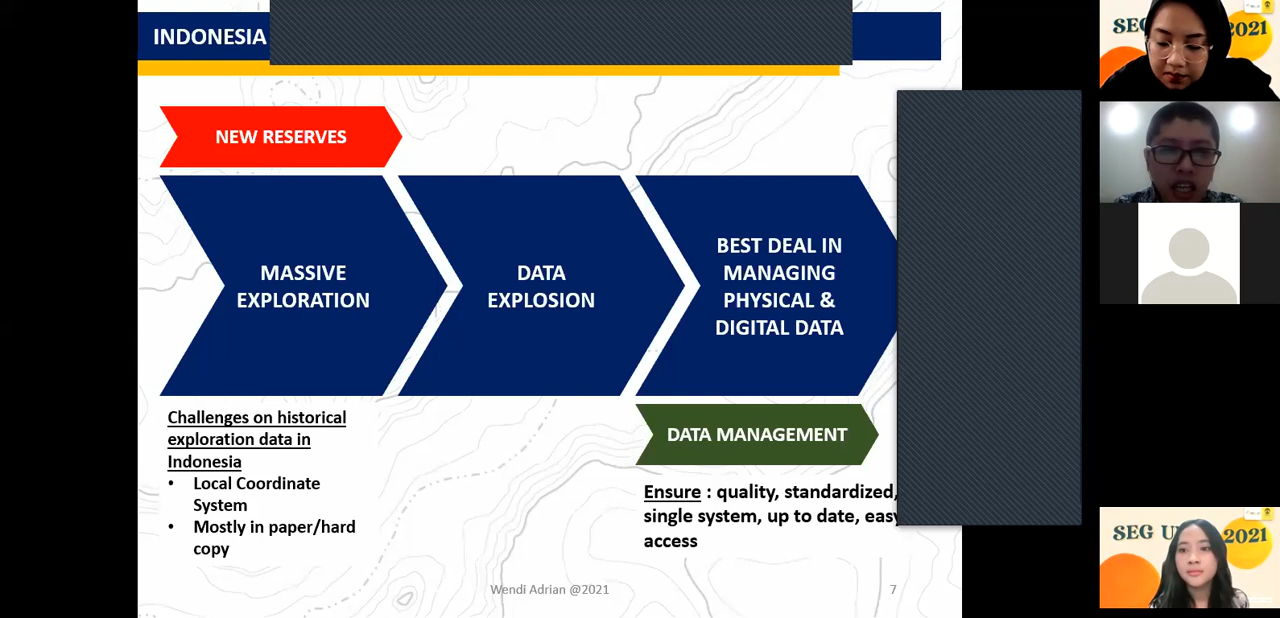 INDONESIA
NEW RESERVES
MASSIVE
EXPLORATION
DATA
EXPLOSION
BEST DEAL IN
MANAGING
PHYSICAL &
DIGITAL DATA
Challenges on historical
exploration data in
Indonesia
• Local Coordinate
System
• Mostly in paper/hard
copy
DATA MANAGEMENT
Ensure : quality, standardized,
single system, up to date, easy
access
Wendi Adrian @2021
7
SEG 2021
SEG U 2021